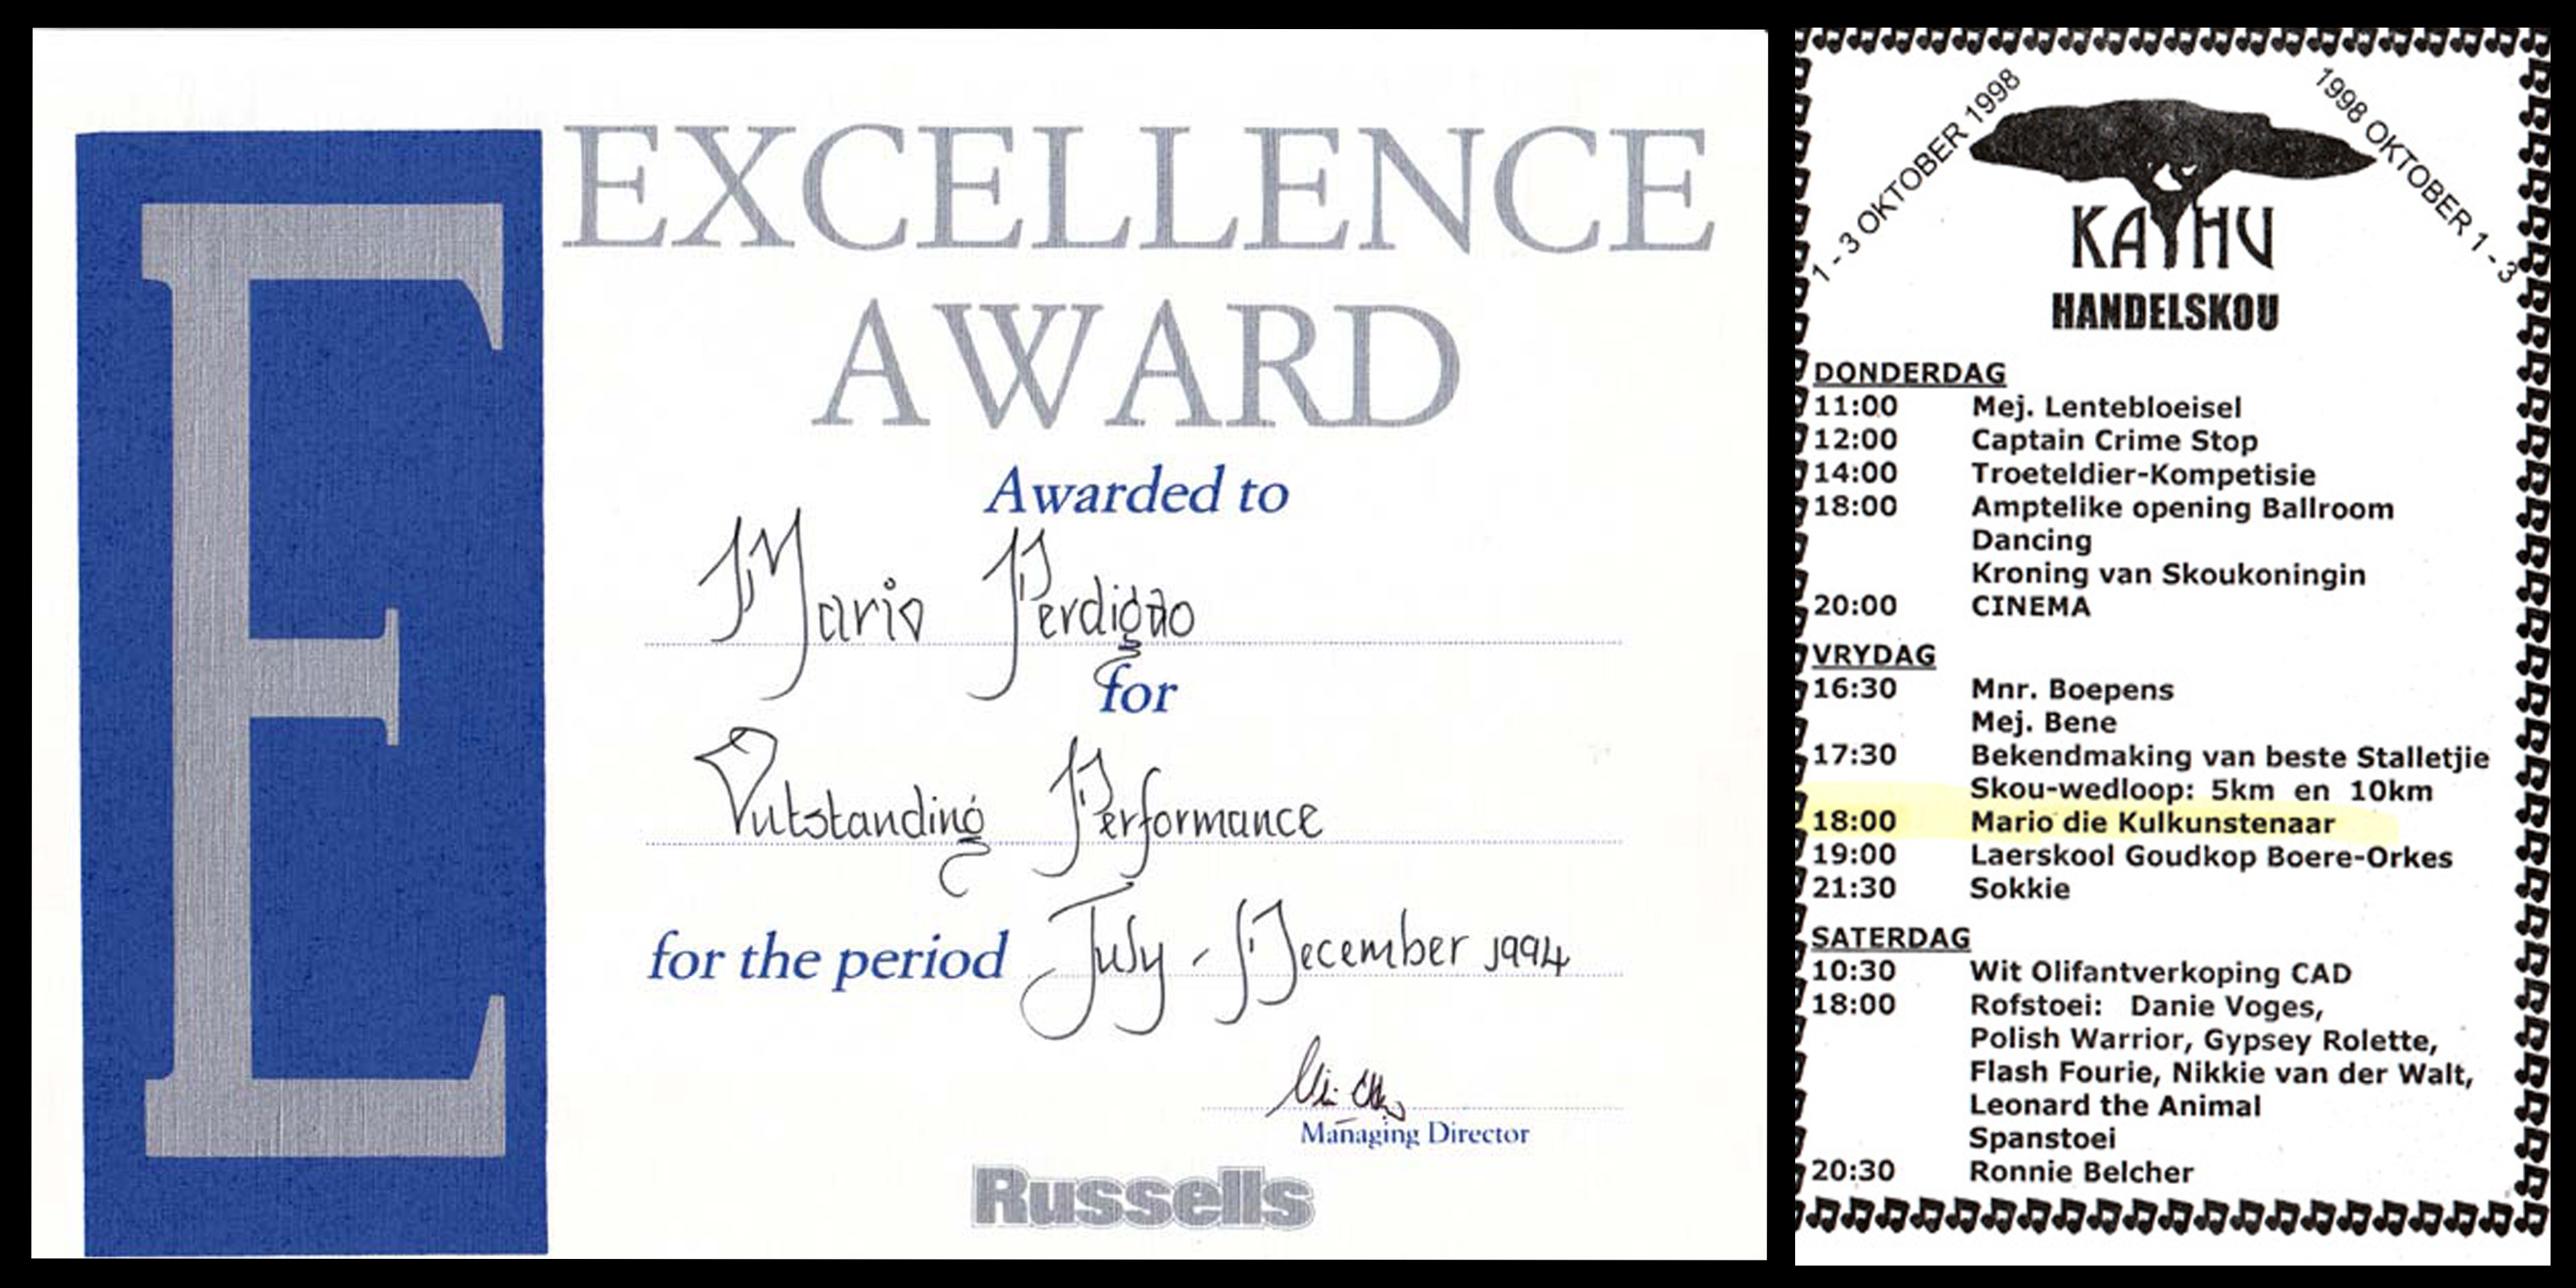 E
EXCELLENCE
AWARD
Awarded to
Mario Perdigão
for
Outstanding Performance
for the period July - December 1994
Managing Director
Russells
1 - 3 OKTOBER 1998
1998 OKTOBER 1 - 3
KATHU
HANDELSKOU
DONDERDAG
11:00 Mej. Lentebloeisel
12:00 Captain Crime Stop
14:00 Troeteldier-Kompetisie
18:00 Amptelike opening Ballroom
Dancing
Kroning van Skoukoningin
20:00 CINEMA
VRYDAG
16:30 Mnr. Boepens
Mej. Bene
17:30 Bekendmaking van beste Stalletjie
Skou-wedloop: 5km en 10km
18:00 Mario die Kulkunstenaar
19:00 Laerskool Goudkop Boere-Orkes
21:30 Sokkie
SATERDAG
10:30 Wit Olifantverkoping CAD
18:00 Rofstoei: Danie Voges,
Polish Warrior, Gypsey Rolette,
Flash Fourie, Nikkie van der Walt,
Leonard the Animal
Spanstoei
20:30 Ronnie Belcher